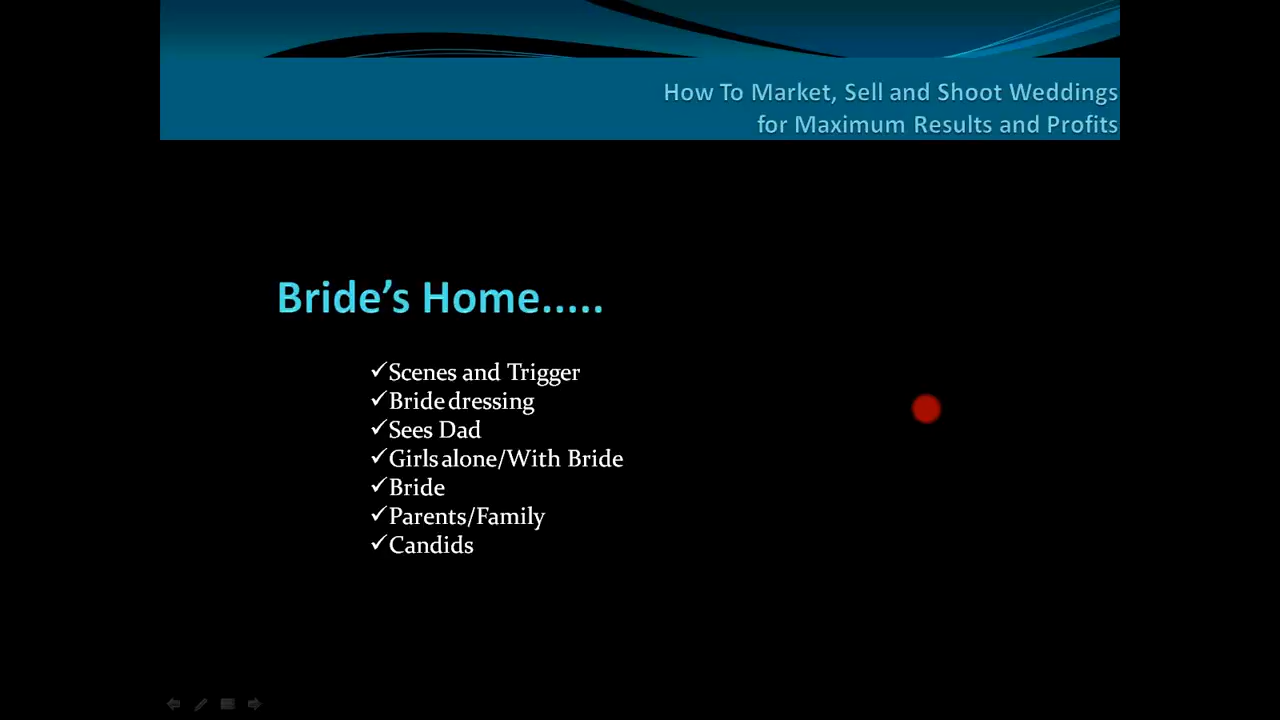 How To Market, Sell and Shoot Weddings
for Maximum Results and Profits
Bride’s Home.....
✓Scenes and Trigger
✓Bride dressing
✓Sees Dad
✓Girls alone/With Bride
✓Bride
✓Parents/Family
✓Candids